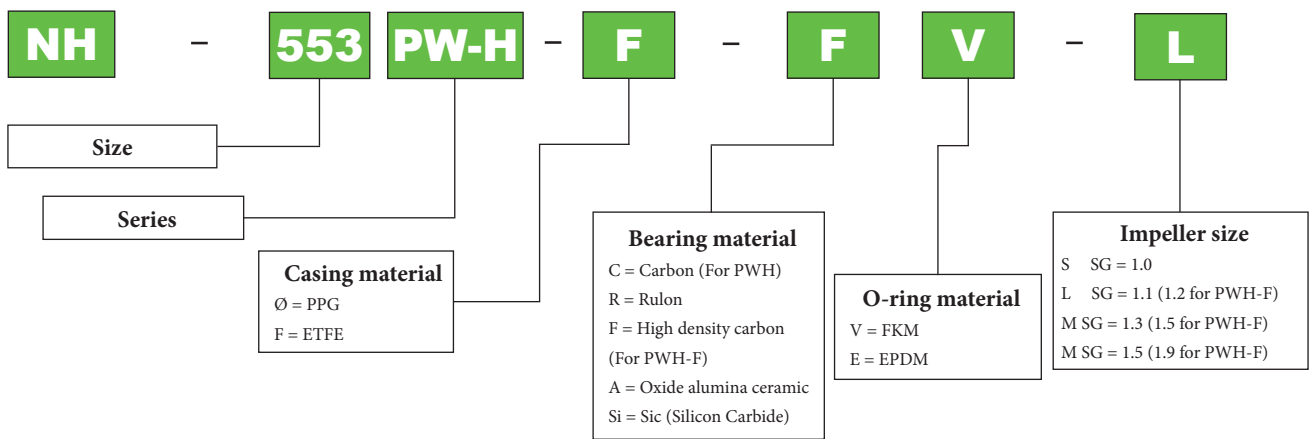 NH - 553 PW-H - F - F V - L
Size
Series
Casing material
Ø = PPG
F = ETFE
Bearing material
C = Carbon (For PWH)
R = Rulon
F = High density carbon
(For PWH-F)
A = Oxide alumina ceramic
Si = Sic (Silicon Carbide)
O-ring material
V = FKM
E = EPDM
Impeller size
S SG = 1.0
L SG = 1.1 (1.2 for PWH-F)
M SG = 1.3 (1.5 for PWH-F)
M SG = 1.5 (1.9 for PWH-F)